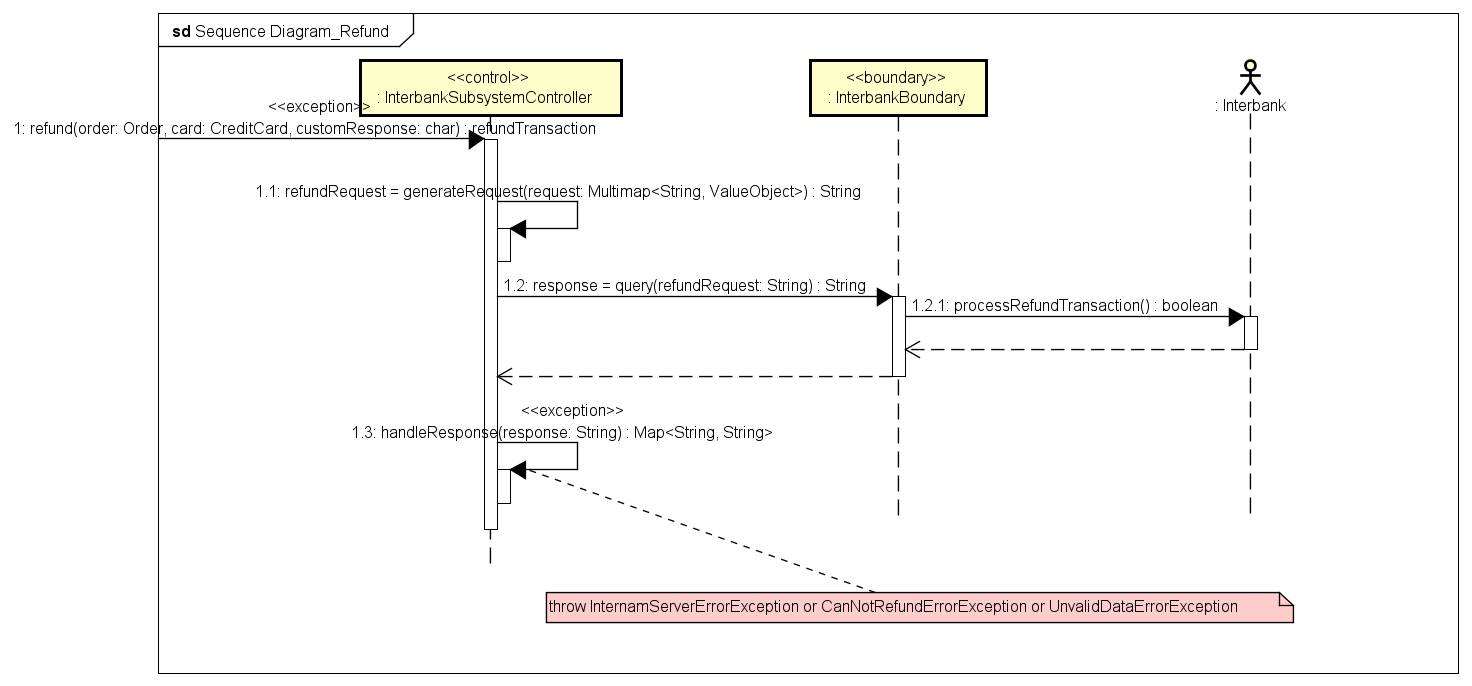 sd Sequence Diagram_Refund
<<control>>
: InterbankSubsystemController
<<boundary>>
: InterbankBoundary
: Interbank
<<exception>>
1: refund(order: Order, card: CreditCard, customResponse: char) : refundTransaction
1.1: refundRequest = generateRequest(request: Multimap<String, ValueObject>) : String
1.2: response = query(refundRequest: String) : String
1.2.1: processRefundTransaction() : boolean
<<exception>>
1.3: handleResponse(response: String) : Map<String, String>
throw InternamServerErrorException or CanNotRefundErrorException or UnvalidDataErrorException